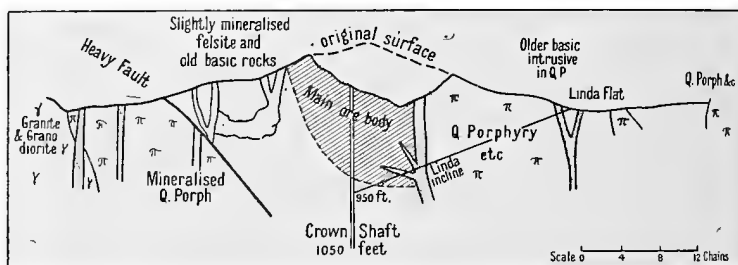 Slightly mineralised
felsite and
old basic rocks
original surface
Heavy Fault
Older basic
intrusive
in Q P
Linda Flat
Q. Porph &c
γ
Granite
& Grano
diorite γ
π
π
π
π
γ
γ
π
Mineralised
Q. Porph
Main ore body
π
π
Q Porphyry
etc
π
π
π
π
π
Linda
incline
950 ft.
Crown Shaft
1050 feet
Scale 0 4 8 12 Chains